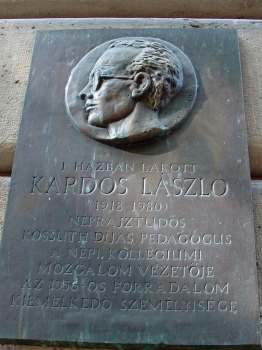 E HÁZBAN LAKOTT
KARDOS LÁSZLÓ
(1918-1980)
NÉPRAJZTUDÓS
KOSSUTH DÍJAS PEDAGÓGUS
A NÉPI KOLLÉGIUMI
MOZGALOM VEZETŐJE
AZ 1956-OS FORRADALOM
KIEMELKEDŐ SZEMÉLYISÉGE